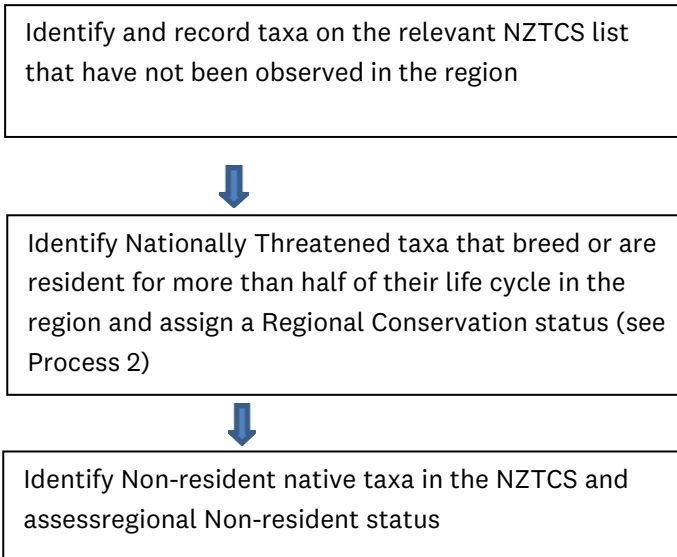 Identify and record taxa on the relevant NZTCS list
that have not been observed in the region
Identify Nationally Threatened taxa that breed or are
resident for more than half of their life cycle in the
region and assign a Regional Conservation status (see
Process 2)
Identify Non-resident native taxa in the NZTCS and
assessregional Non-resident status